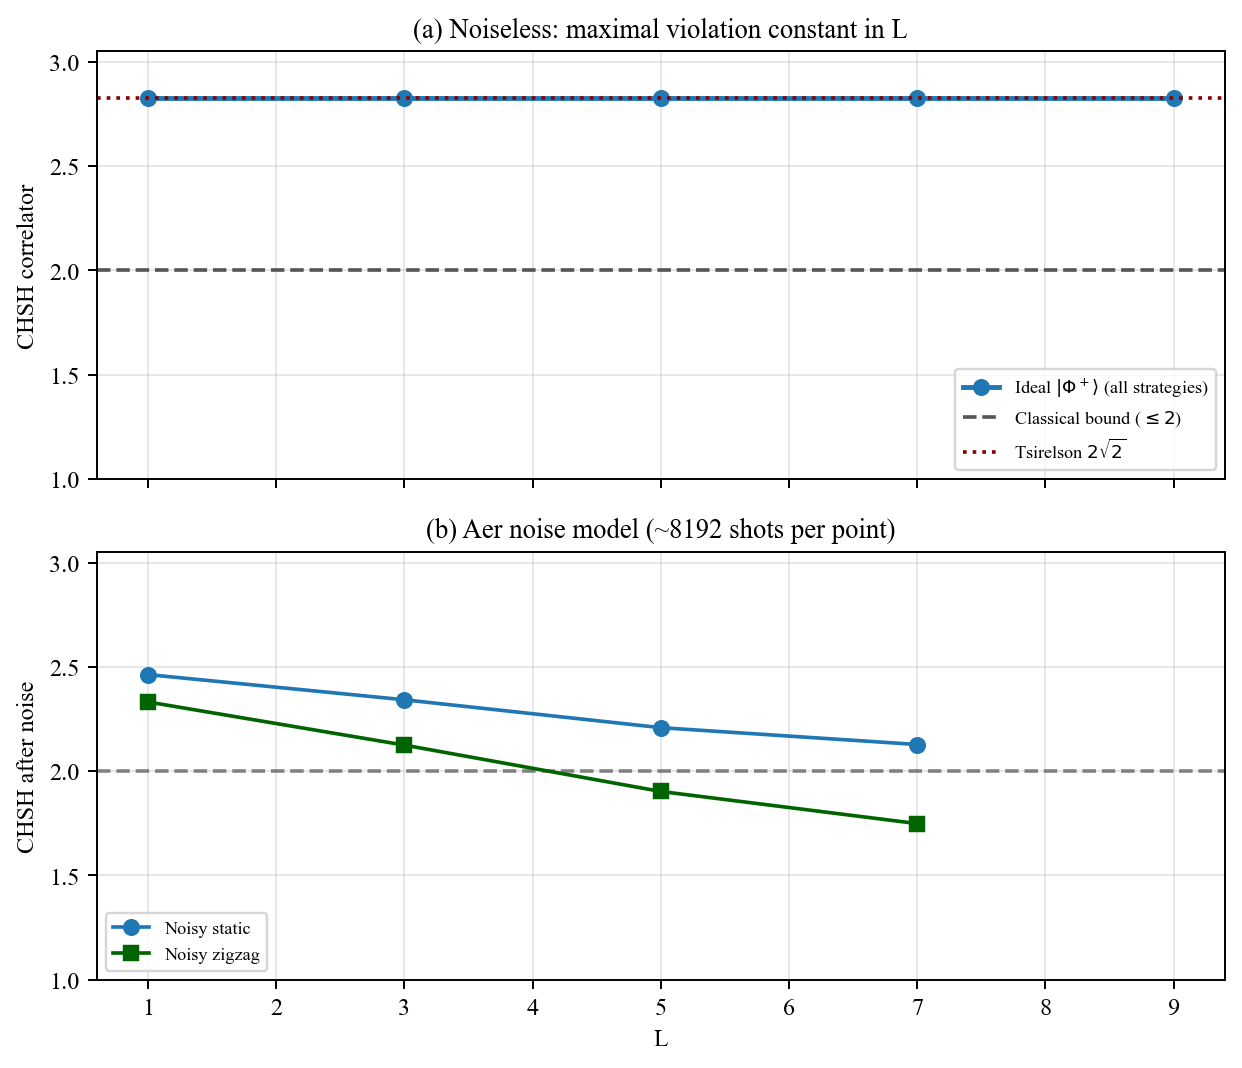 (a) Noiseless: maximal violation constant in L
3.0
2.5
2.0
1.5
1.0
CHSH correlator
Ideal |Φ⁺⟩ (all strategies)
Classical bound ( ≤ 2)
Tsirelson 2√2
(b) Aer noise model (~8192 shots per point)
3.0
2.5
2.0
1.5
1.0
CHSH after noise
Noisy static
Noisy zigzag
1 2 3 4 5 6 7 8 9
L